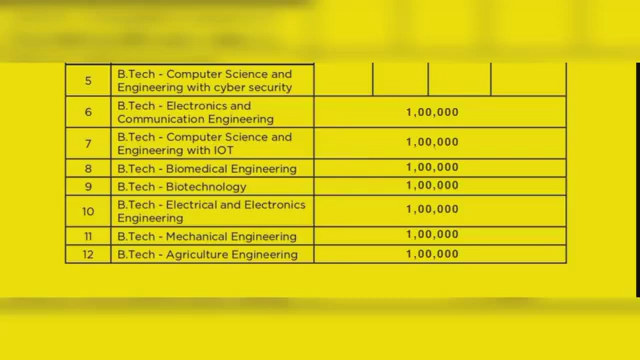 5 B.Tech - Computer Science and
Engineering with cyber security
6 B.Tech - Electronics and
Communication Engineering 1,00,000
7 B.Tech - Computer Science and
Engineering with IOT 1,00,000
8 B.Tech - Biomedical Engineering 1,00,000
9 B.Tech - Biotechnology 1,00,000
10 B.Tech - Electrical and Electronics
Engineering 1,00,000
11 B.Tech - Mechanical Engineering 1,00,000
12 B.Tech - Agriculture Engineering 1,00,000